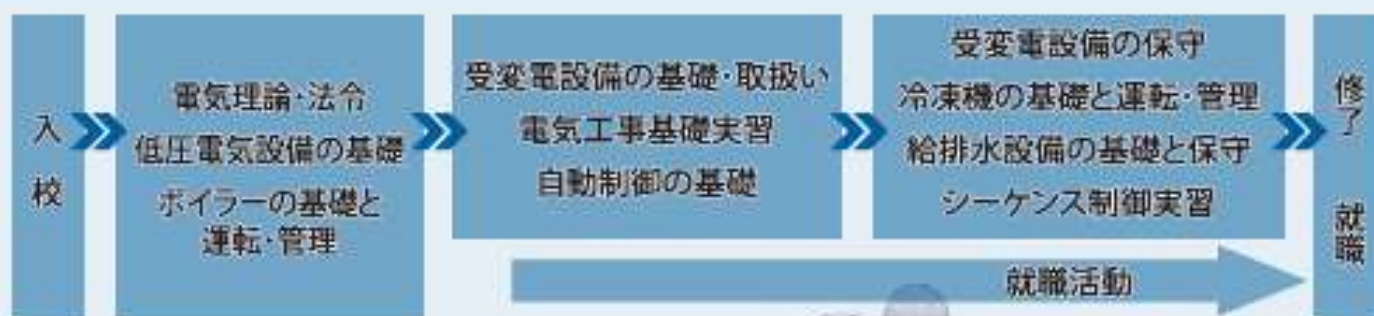 入校
電気理論・法令
低圧電気設備の基礎
ボイラーの基礎と
運転・管理
受変電設備の基礎・取扱い
電気工事基礎実習
自動制御の基礎
受変電設備の保守
冷凍機の基礎と運転・管理
給排水設備の基礎と保守
シーケンス制御実習
就職活動
修了 就職